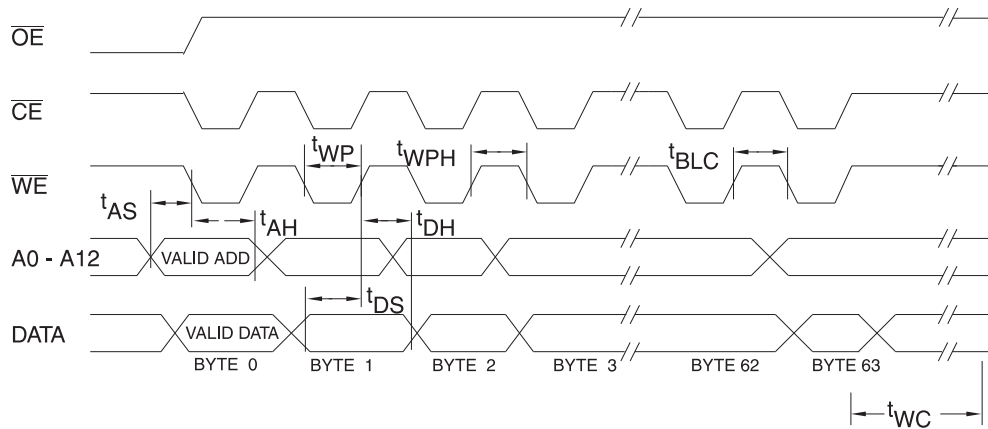 OE
CE
tWP
tWPH
tBLC
WE
tAS
tAH
tDH
A0 - A12
VALID ADD
tDS
DATA
VALID DATA
BYTE 0
BYTE 1
BYTE 2
BYTE 3
BYTE 62
BYTE 63
tWC